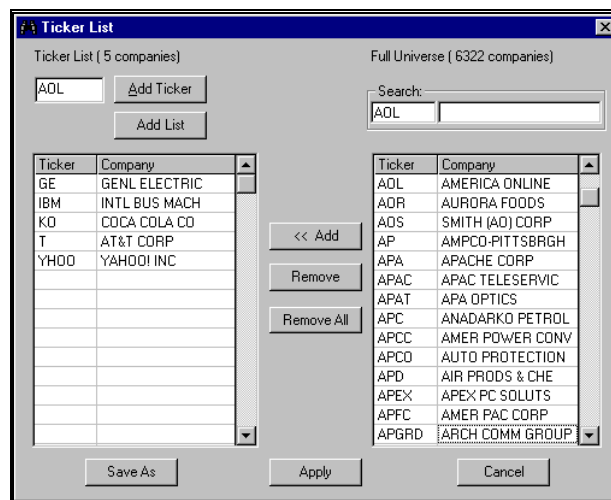 Ticker List
Ticker List ( 5 companies)
AOL
Add Ticker
Add List
Ticker Company
GE GENL ELECTRIC
IBM INTL BUS MACH
KO COCA COLA CO
T AT&T CORP
YHOO YAHOO! INC
<< Add
Remove
Remove All
Full Universe ( 6322 companies)
Search:
AOL
Ticker Company
AOL AMERICA ONLINE
AOR AURORA FOODS
AOS SMITH (AO) CORP
AP AMPCO-PITTSBRGH
APA APACHE CORP
APAC APAC TELESERVIC
APAT APA OPTICS
APC ANADARKO PETROL
APCC AMER POWER CONV
APCO AUTO PROTECTION
APD AIR PRODS & CHE
APEX APEX PC SOLUTS
APFC AMER PAC CORP
APGRD ARCH COMM GROUP
Save As
Apply
Cancel